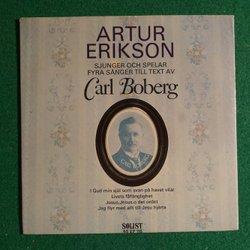 ARTUR
ERIKSON
SJUNGER OCH SPELAR
FYRA SÅNGER TILL TEXT AV
Carl Boberg
I Gud min själ som svan på havet vilar
Livets fåfänglighet
Jesus, Jesus, o det ordet
Jag flyr med allt till Jesu hjärta
SOLIST